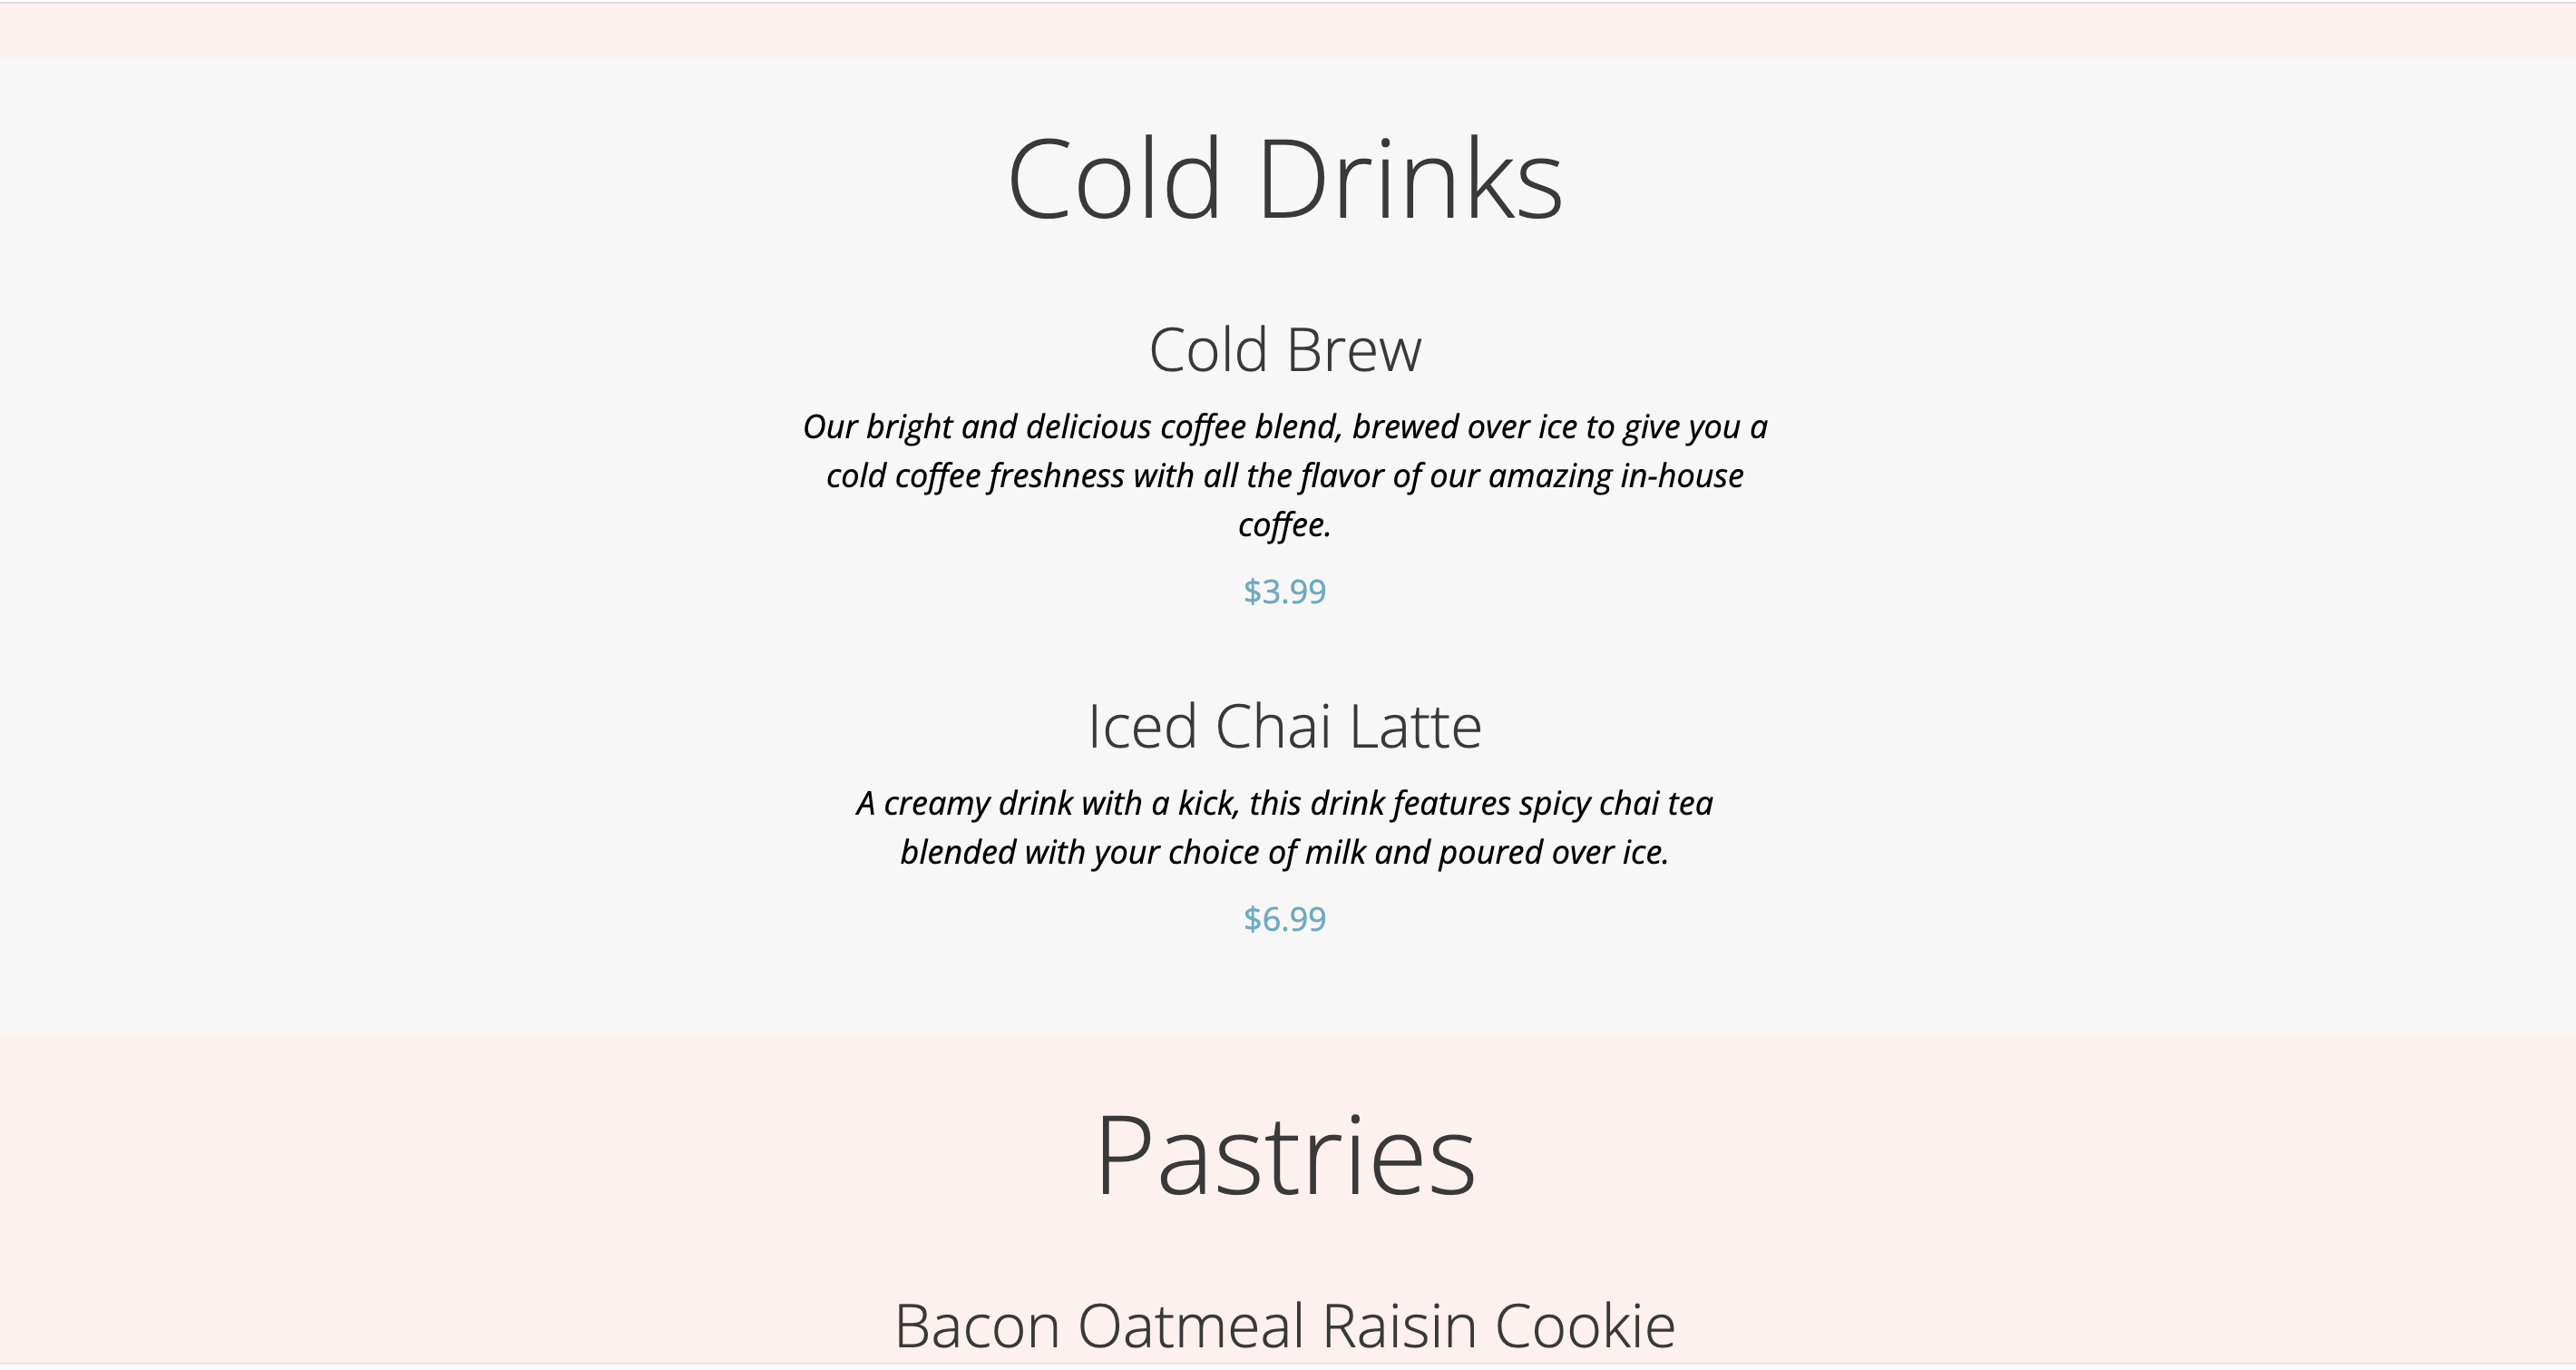 Cold Drinks
Cold Brew
Our bright and delicious coffee blend, brewed over ice to give you a
cold coffee freshness with all the flavor of our amazing in-house
coffee.
$3.99
Iced Chai Latte
A creamy drink with a kick, this drink features spicy chai tea
blended with your choice of milk and poured over ice.
$6.99
Pastries
Bacon Oatmeal Raisin Cookie